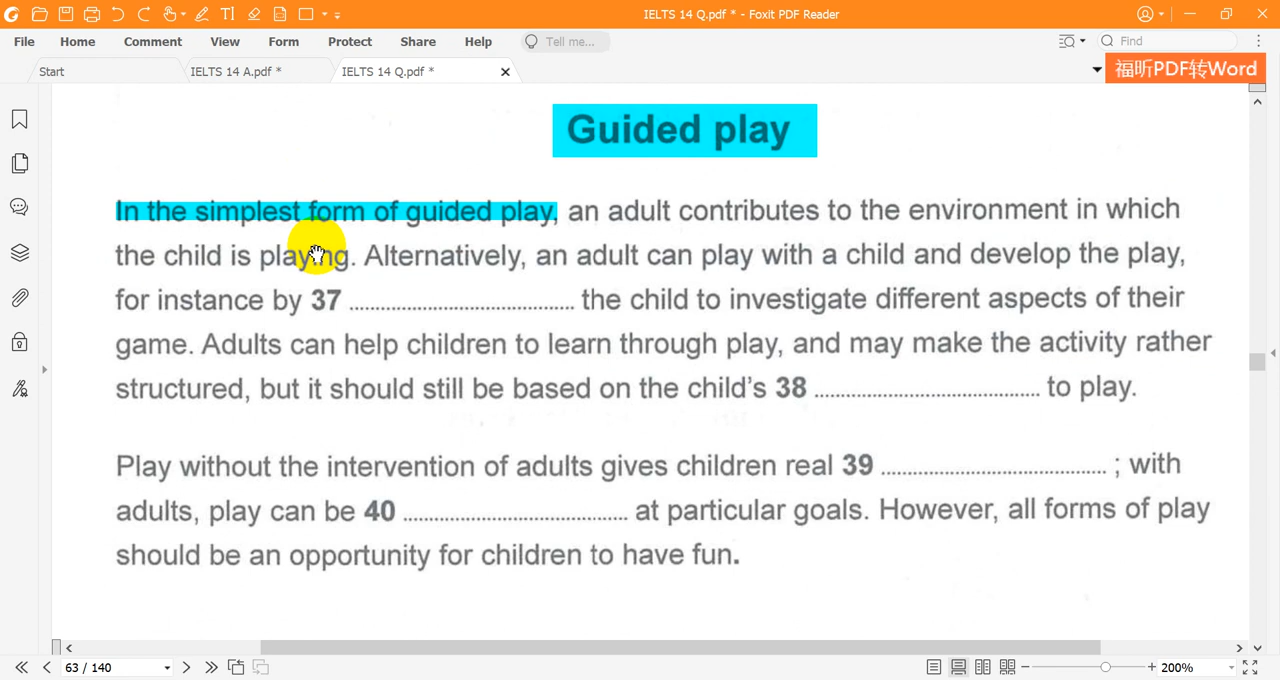 IELTS 14 Q.pdf * - Foxit PDF Reader
File Home Comment View Form Protect Share Help Tell me... Find
Start IELTS 14 A.pdf * IELTS 14 Q.pdf * 福昕PDF转Word
Guided play
In the simplest form of guided play, an adult contributes to the environment in which
the child is playing. Alternatively, an adult can play with a child and develop the play,
for instance by 37 ........................................ the child to investigate different aspects of their
game. Adults can help children to learn through play, and may make the activity rather
structured, but it should still be based on the child's 38 ........................................ to play.
Play without the intervention of adults gives children real 39 ........................................ ; with
adults, play can be 40 ........................................ at particular goals. However, all forms of play
should be an opportunity for children to have fun.
63 / 140 200%